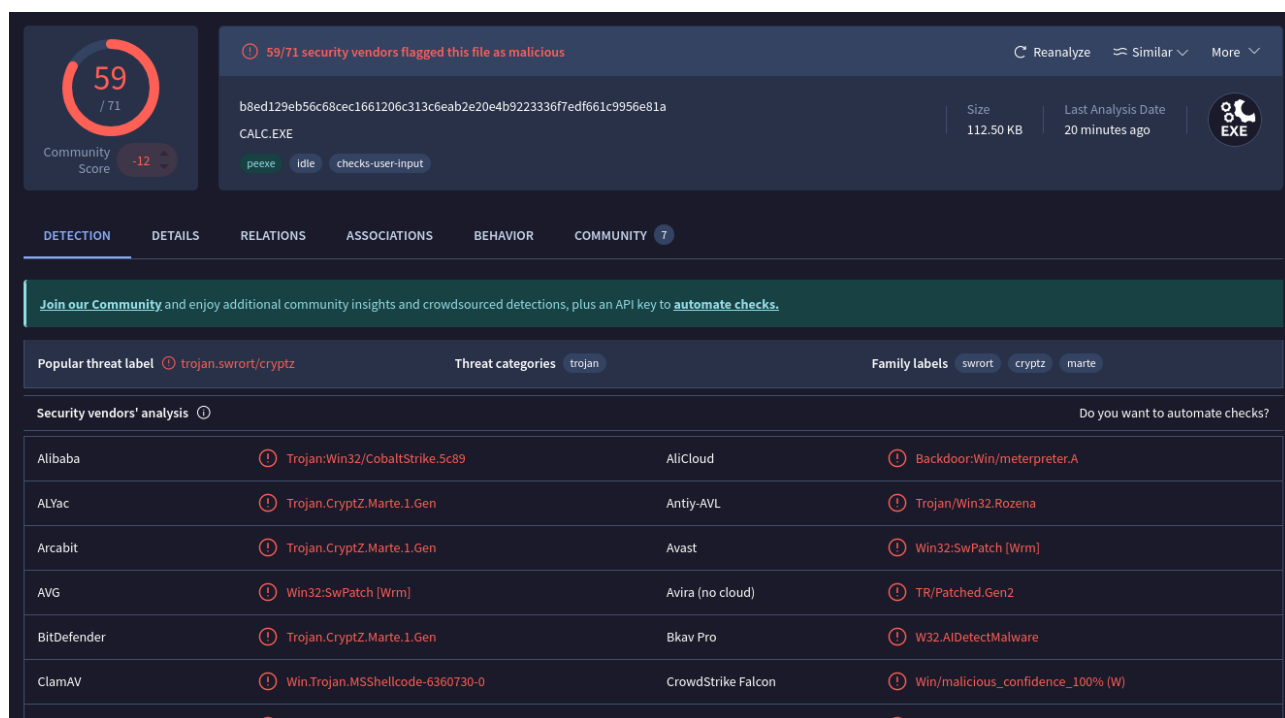 59
/ 71
Community
Score
-12
59/71 security vendors flagged this file as malicious
Reanalyze
Similar
More
b8ed129eb56c68cec1661206c313c6eab2e20e4b9223336f7edf661c9956e81a
CALC.EXE
peexe idle checks-user-input
Size
112.50 KB
Last Analysis Date
20 minutes ago
EXE
DETECTION DETAILS RELATIONS ASSOCIATIONS BEHAVIOR COMMUNITY 7
Join our Community and enjoy additional community insights and crowdsourced detections, plus an API key to automate checks.
Popular threat label trojan.swrort/cryptz Threat categories trojan Family labels swrort cryptz marte
Security vendors' analysis Do you want to automate checks?
Alibaba Trojan:Win32/CobaltStrike.5c89 AliCloud Backdoor:Win/meterpreter.A
ALYac Trojan.CryptZ.Marte.1.Gen Antiy-AVL Trojan/Win32.Rozena
Arcabit Trojan.CryptZ.Marte.1.Gen Avast Win32:SwPatch [Wrm]
AVG Win32:SwPatch [Wrm] Avira (no cloud) TR/Patched.Gen2
BitDefender Trojan.CryptZ.Marte.1.Gen Bkav Pro W32.AIDetectMalware
ClamAV Win.Trojan.MSShellcode-6360730-0 CrowdStrike Falcon Win/malicious_confidence_100% (W)